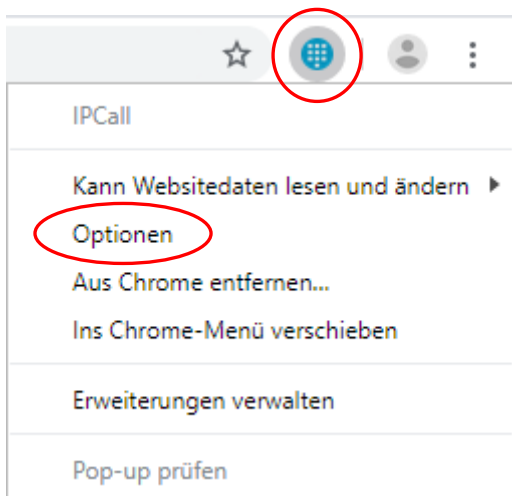 IPCall
Kann Websitedaten lesen und ändern
Optionen
Aus Chrome entfernen...
Ins Chrome-Menü verschieben
Erweiterungen verwalten
Pop-up prüfen